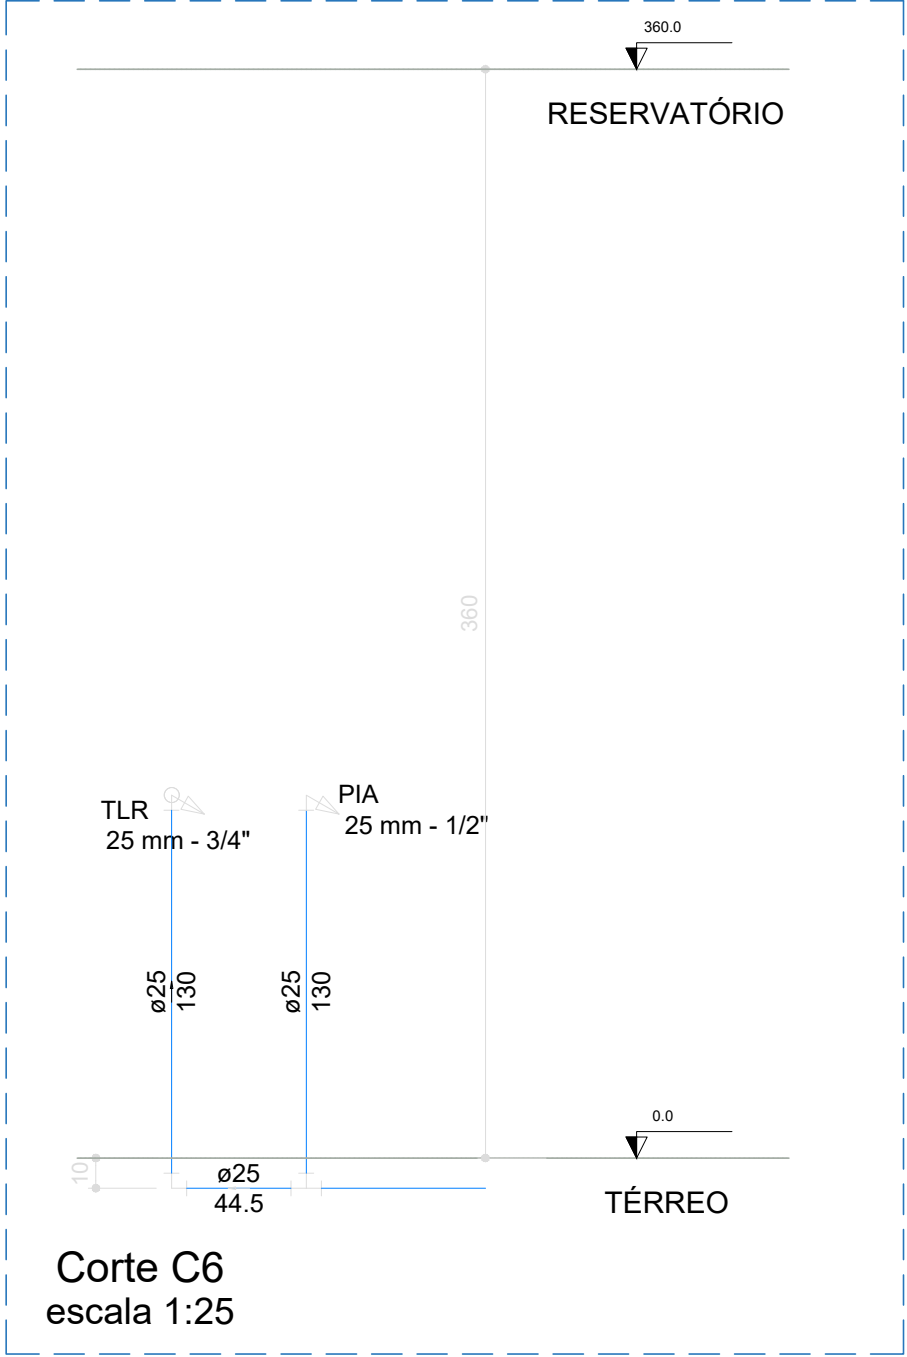 360.0
RESERVATÓRIO
360
TLR
25 mm - 3/4"
PIA
25 mm - 1/2"
ø25
130
ø25
130
0.0
10
ø25
44.5
TÉRREO
Corte C6
escala 1:25